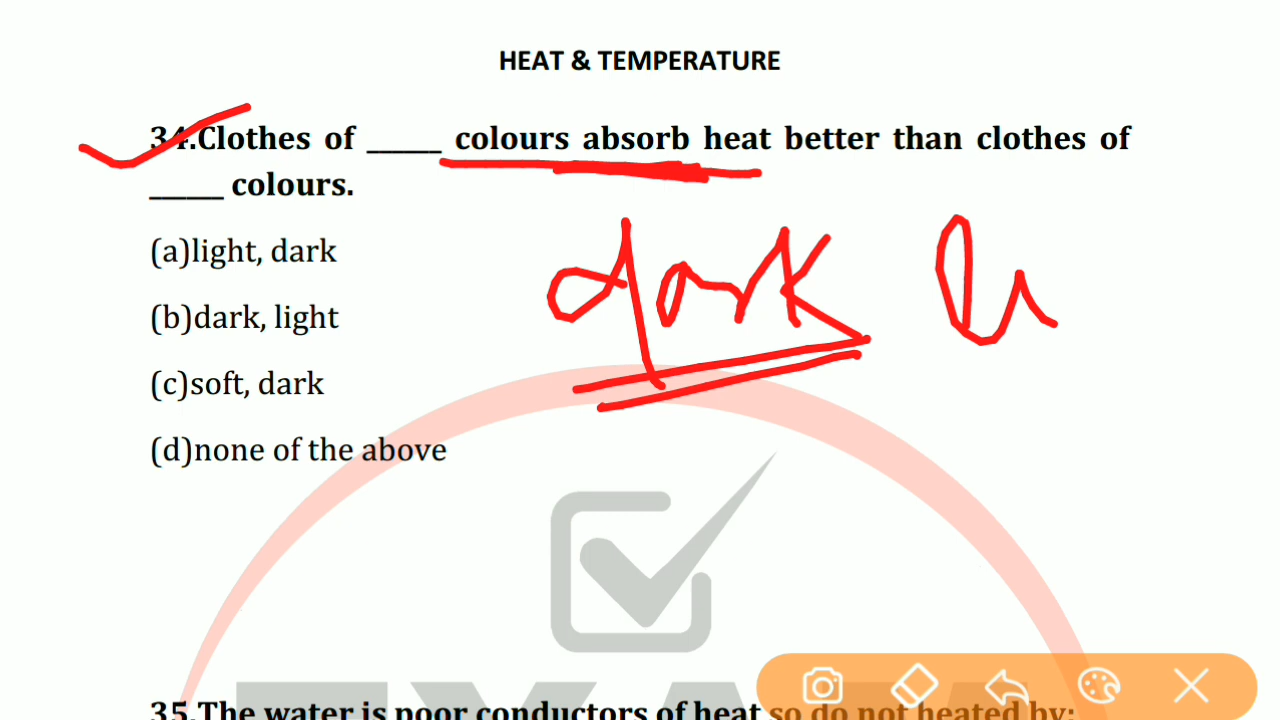 HEAT & TEMPERATURE
34.Clothes of ______ colours absorb heat better than clothes of
______ colours.
(a)light, dark
dark
(b)dark, light
(c)soft, dark
(d)none of the above
35.The water is poor conductors of heat so do not heated by: